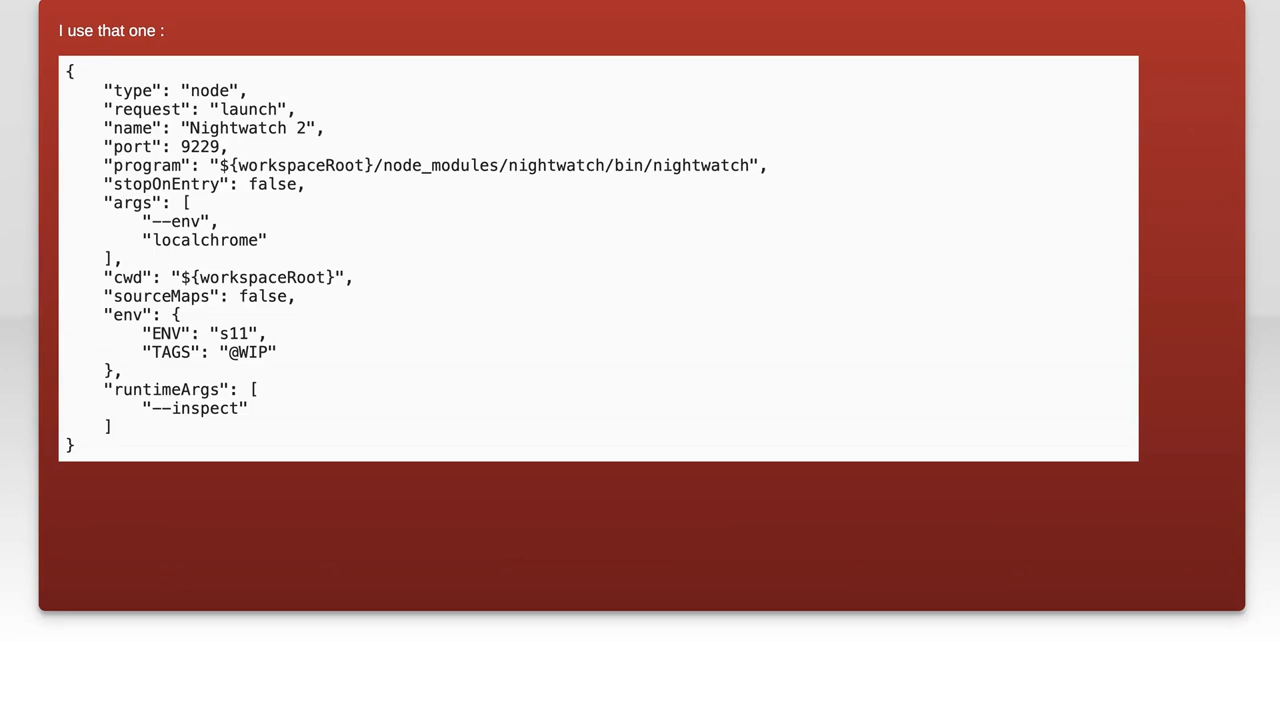 I use that one :
{
    "type": "node",
    "request": "launch",
    "name": "Nightwatch 2",
    "port": 9229,
    "program": "${workspaceRoot}/node_modules/nightwatch/bin/nightwatch",
    "stopOnEntry": false,
    "args": [
        "--env",
        "localchrome"
    ],
    "cwd": "${workspaceRoot}",
    "sourceMaps": false,
    "env": {
        "ENV": "s11",
        "TAGS": "@WIP"
    },
    "runtimeArgs": [
        "--inspect"
    ]
}